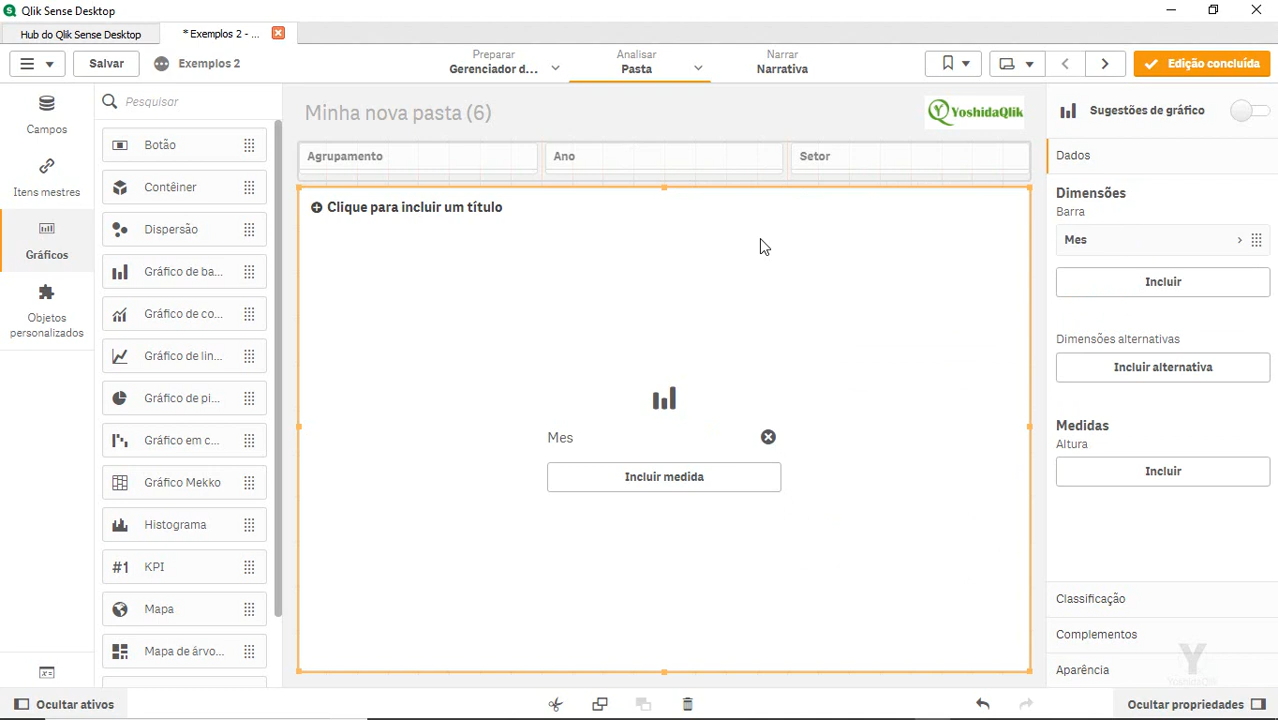 Qlik Sense Desktop
Hub do Qlik Sense Desktop
* Exemplos 2 - ...
Salvar
Exemplos 2
Preparar
Gerenciador d...
Analisar
Pasta
Narrar
Narrativa
Edição concluída
Campos
Itens mestres
Gráficos
Objetos
personalizados
Pesquisar
Botão
Contêiner
Dispersão
Gráfico de ba...
Gráfico de co...
Gráfico de lin...
Gráfico de pi...
Gráfico em c...
Gráfico Mekko
Histograma
#1 KPI
Mapa
Mapa de árvo...
Minha nova pasta (6)
YoshidaQlik
Agrupamento
Ano
Setor
Clique para incluir um título
Mes
Incluir medida
Sugestões de gráfico
Dados
Dimensões
Barra
Mes
Incluir
Dimensões alternativas
Incluir alternativa
Medidas
Altura
Incluir
Classificação
Complementos
Aparência
YoshidaQlik
Ocultar ativos
Ocultar propriedades